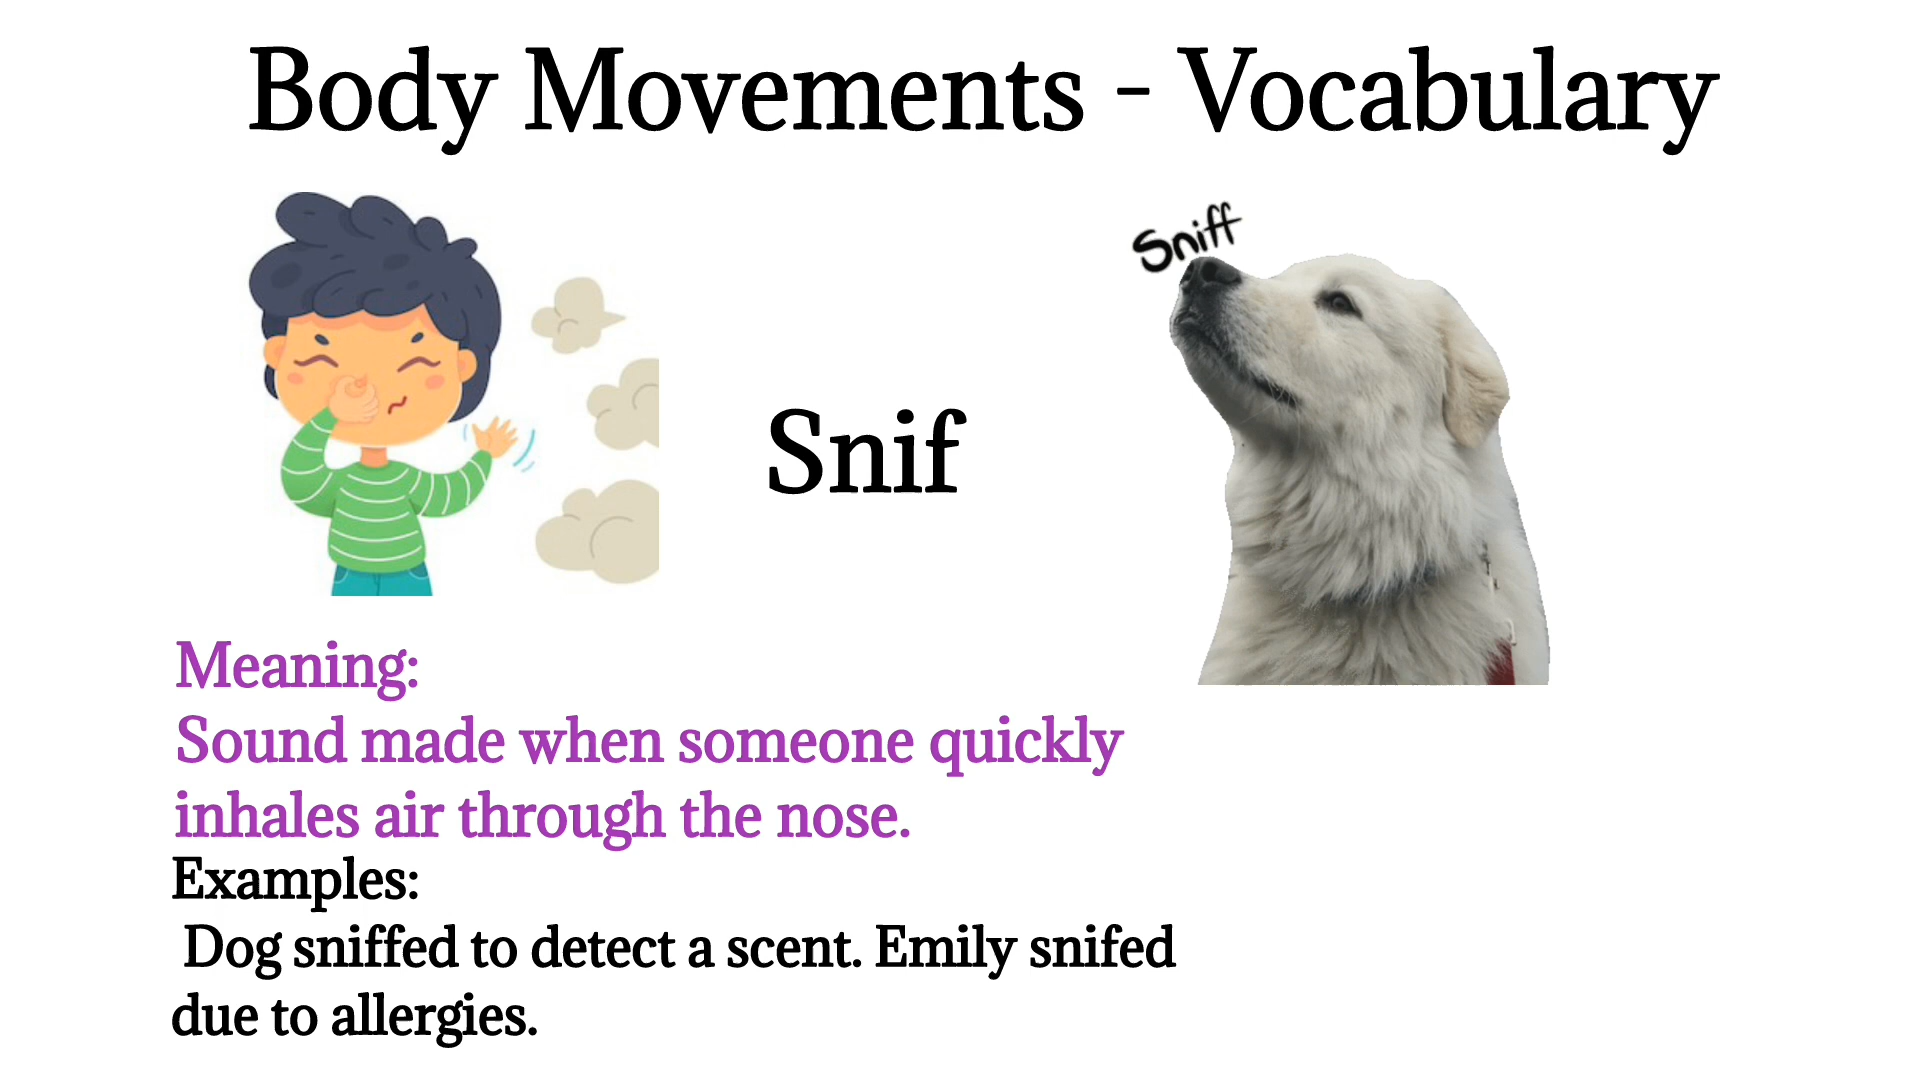 Body Movements - Vocabulary
Sniff
Snif
Meaning:
Sound made when someone quickly
inhales air through the nose.
Examples:
Dog sniffed to detect a scent. Emily snifed
due to allergies.